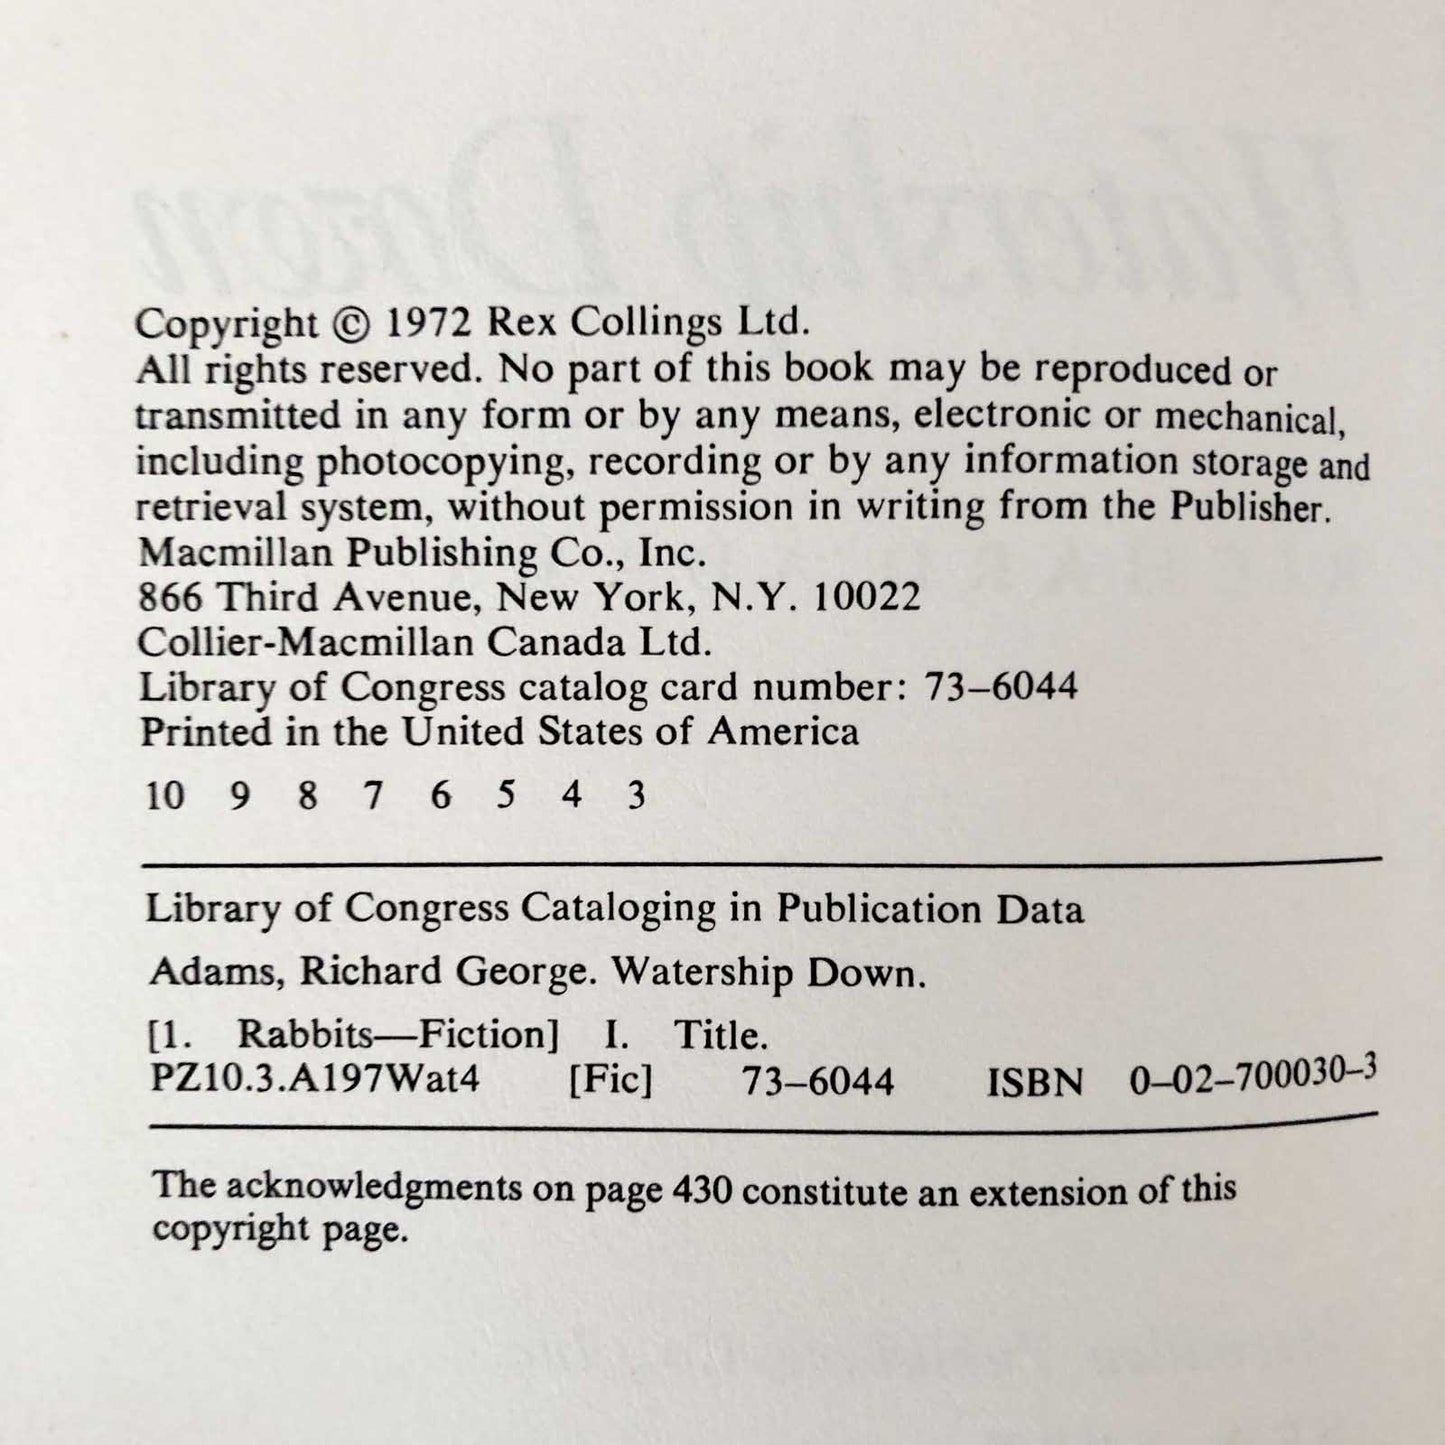 Copyright © 1972 Rex Collings Ltd.
All rights reserved. No part of this book may be reproduced or
transmitted in any form or by any means, electronic or mechanical,
including photocopying, recording or by any information storage and
retrieval system, without permission in writing from the Publisher.
Macmillan Publishing Co., Inc.
866 Third Avenue, New York, N.Y. 10022
Collier-Macmillan Canada Ltd.
Library of Congress catalog card number: 73–6044
Printed in the United States of America
10 9 8 7 6 5 4 3
Library of Congress Cataloging in Publication Data
Adams, Richard George. Watership Down.
[1. Rabbits—Fiction] I. Title.
PZ10.3.A197Wat4 [Fic] 73–6044 ISBN 0–02–700030–3
The acknowledgments on page 430 constitute an extension of this
copyright page.